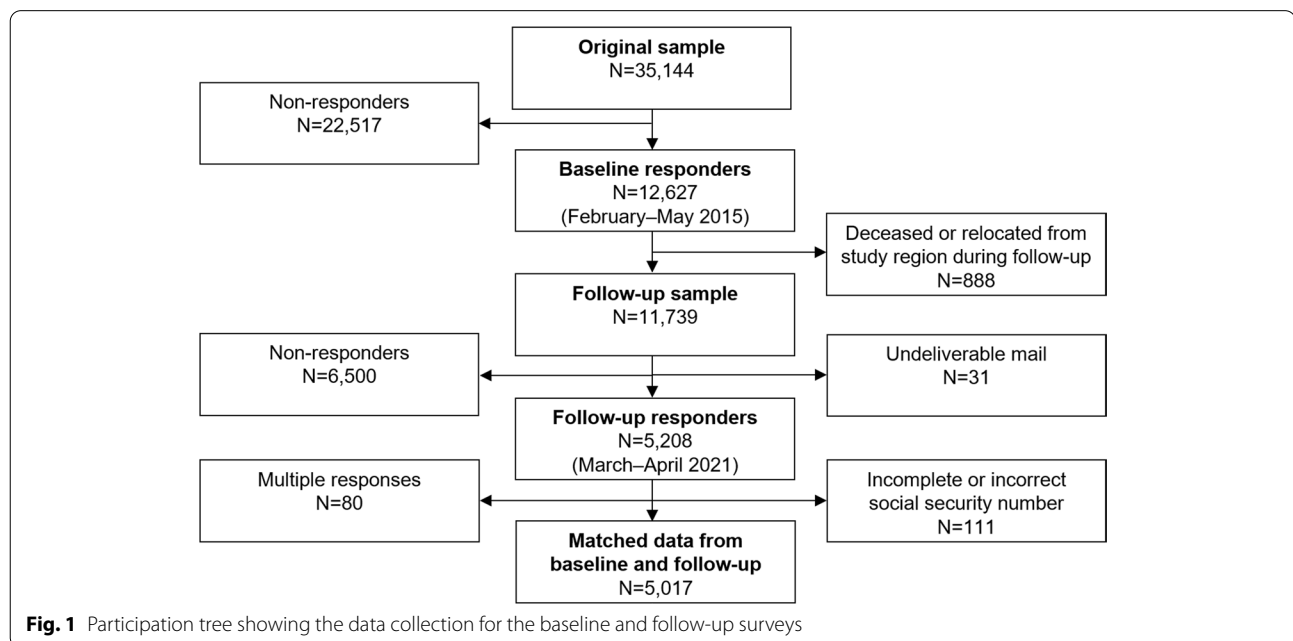 Original sample
N=35,144
Non-responders
N=22,517
Baseline responders
N=12,627
(February–May 2015)
Deceased or relocated from
study region during follow-up
N=888
Follow-up sample
N=11,739
Non-responders
N=6,500
Undeliverable mail
N=31
Follow-up responders
N=5,208
(March–April 2021)
Multiple responses
N=80
Incomplete or incorrect
social security number
N=111
Matched data from
baseline and follow-up
N=5,017
Fig. 1 Participation tree showing the data collection for the baseline and follow-up surveys